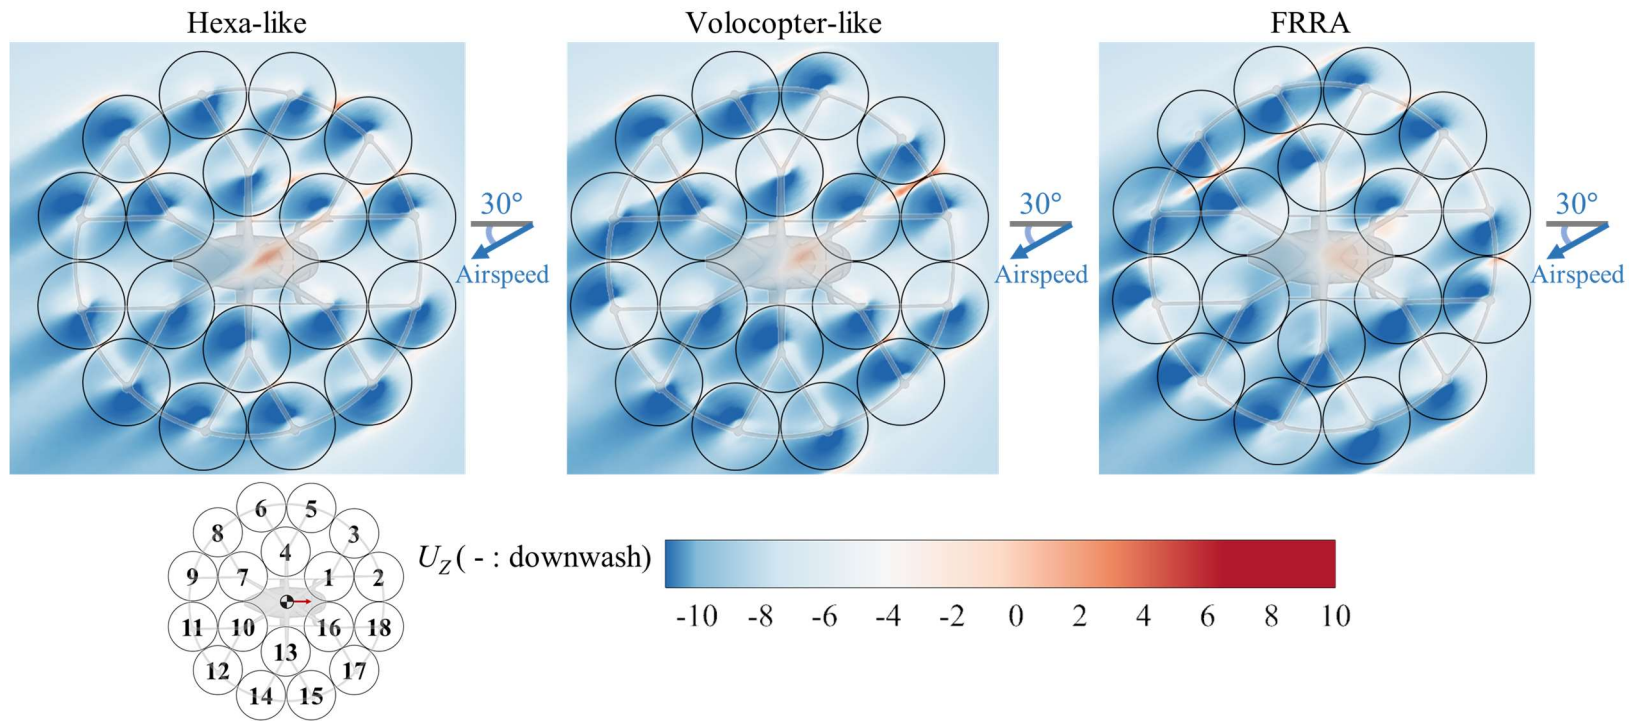 Hexa-like Volocopter-like FRRA
30° 30° 30°
Airspeed Airspeed Airspeed
6 5
8 3
4
9 7 1 2
11 10 16 18
13
12 17
14 15
U_Z ( - : downwash)
-10 -8 -6 -4 -2 0 2 4 6 8 10